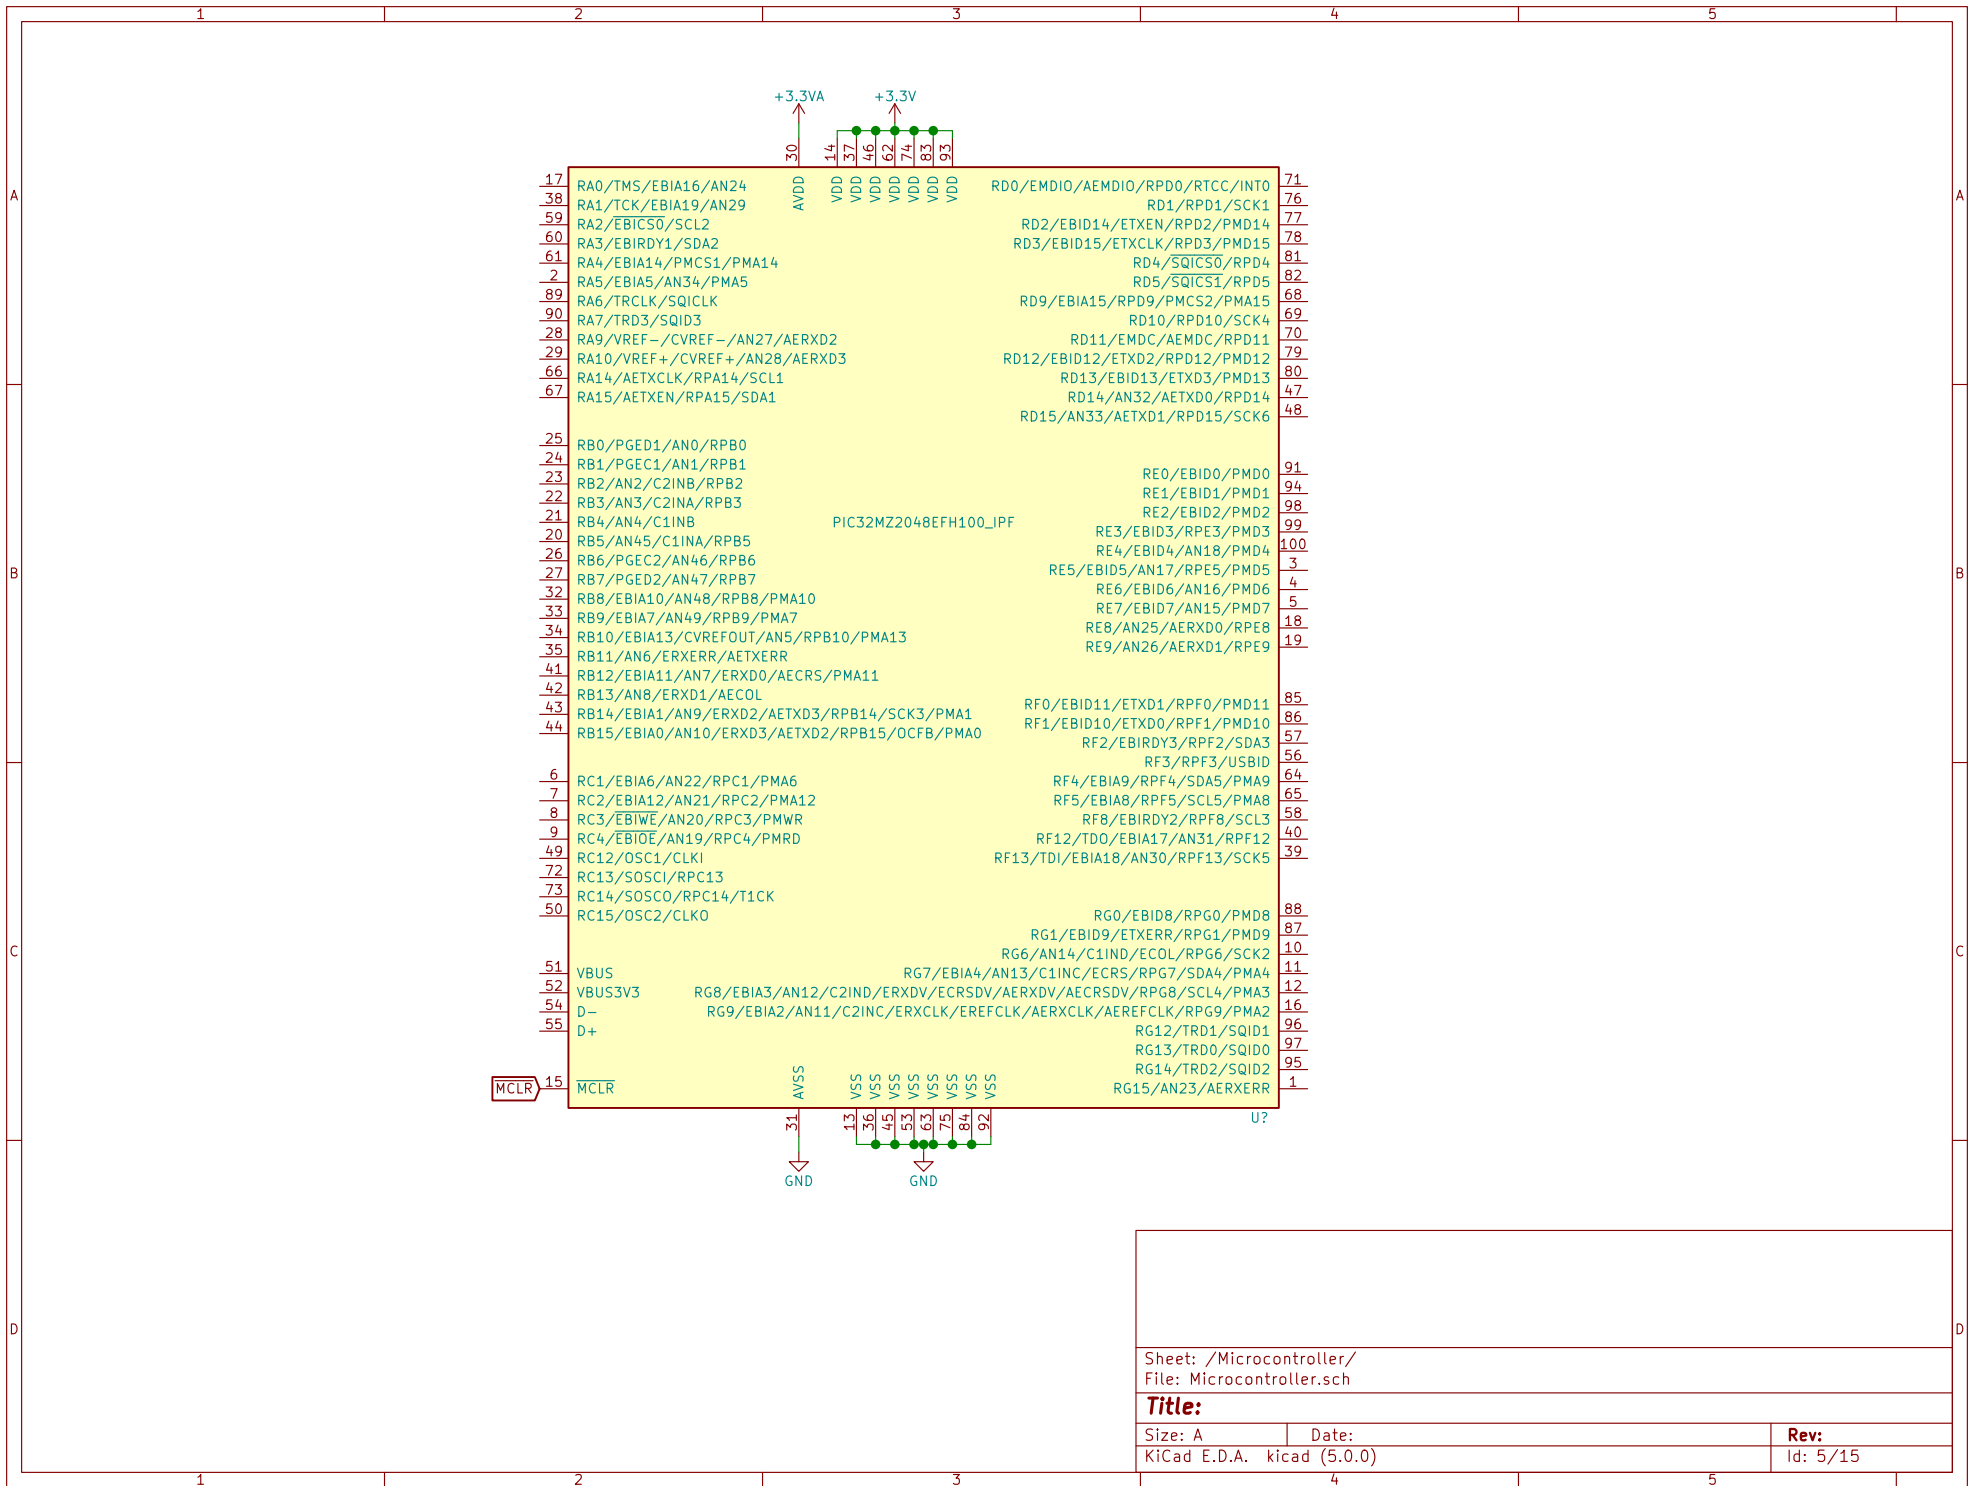 1 2 3 4 5
+3.3VA +3.3V
30 14 37 46 62 74 83 93
AVDD VDD VDD VDD VDD VDD VDD VDD
A A
17 RA0/TMS/EBIA16/AN24
38 RA1/TCK/EBIA19/AN29
59 RA2/EBICS0/SCL2
60 RA3/EBIRDY1/SDA2
61 RA4/EBIA14/PMCS1/PMA14
2 RA5/EBIA5/AN34/PMA5
89 RA6/TRCLK/SQICLK
90 RA7/TRD3/SQID3
28 RA9/VREF-/CVREF-/AN27/AERXD2
29 RA10/VREF+/CVREF+/AN28/AERXD3
66 RA14/AETXCLK/RPA14/SCL1
67 RA15/AETXEN/RPA15/SDA1
25 RB0/PGED1/AN0/RPB0
24 RB1/PGEC1/AN1/RPB1
23 RB2/AN2/C2INB/RPB2
22 RB3/AN3/C2INA/RPB3
21 RB4/AN4/C1INB
20 RB5/AN45/C1INA/RPB5
26 RB6/PGEC2/AN46/RPB6
27 RB7/PGED2/AN47/RPB7
32 RB8/EBIA10/AN48/RPB8/PMA10
33 RB9/EBIA7/AN49/RPB9/PMA7
34 RB10/EBIA13/CVREFOUT/AN5/RPB10/PMA13
35 RB11/AN6/ERXERR/AETXERR
41 RB12/EBIA11/AN7/ERXD0/AECRS/PMA11
42 RB13/AN8/ERXD1/AECOL
43 RB14/EBIA1/AN9/ERXD2/AETXD3/RPB14/SCK3/PMA1
44 RB15/EBIA0/AN10/ERXD3/AETXD2/RPB15/OCFB/PMA0
6 RC1/EBIA6/AN22/RPC1/PMA6
7 RC2/EBIA12/AN21/RPC2/PMA12
8 RC3/EBIWE/AN20/RPC3/PMWR
9 RC4/EBIOE/AN19/RPC4/PMRD
49 RC12/OSC1/CLKI
72 RC13/SOSCI/RPC13
73 RC14/SOSCO/RPC14/T1CK
50 RC15/OSC2/CLKO
51 VBUS
52 VBUS3V3
54 D-
55 D+
MCLR 15 MCLR
PIC32MZ2048EFH100_IPF
RD0/EMDIO/AEMDIO/RPD0/RTCC/INT0 71
RD1/RPD1/SCK1 76
RD2/EBID14/ETXEN/RPD2/PMD14 77
RD3/EBID15/ETXCLK/RPD3/PMD15 78
RD4/SQICS0/RPD4 81
RD5/SQICS1/RPD5 82
RD9/EBIA15/RPD9/PMCS2/PMA15 68
RD10/RPD10/SCK4 69
RD11/EMDC/AEMDC/RPD11 70
RD12/EBID12/ETXD2/RPD12/PMD12 79
RD13/EBID13/ETXD3/PMD13 80
RD14/AN32/AETXD0/RPD14 47
RD15/AN33/AETXD1/RPD15/SCK6 48
RE0/EBID0/PMD0 91
RE1/EBID1/PMD1 94
RE2/EBID2/PMD2 98
RE3/EBID3/RPE3/PMD3 99
RE4/EBID4/AN18/PMD4 100
RE5/EBID5/AN17/RPE5/PMD5 3
RE6/EBID6/AN16/PMD6 4
RE7/EBID7/AN15/PMD7 5
RE8/AN25/AERXD0/RPE8 18
RE9/AN26/AERXD1/RPE9 19
RF0/EBID11/ETXD1/RPF0/PMD11 85
RF1/EBID10/ETXD0/RPF1/PMD10 86
RF2/EBIRDY3/RPF2/SDA3 57
RF3/RPF3/USBID 56
RF4/EBIA9/RPF4/SDA5/PMA9 64
RF5/EBIA8/RPF5/SCL5/PMA8 65
RF8/EBIRDY2/RPF8/SCL3 58
RF12/TDO/EBIA17/AN31/RPF12 40
RF13/TDI/EBIA18/AN30/RPF13/SCK5 39
RG0/EBID8/RPG0/PMD8 88
RG1/EBID9/ETXERR/RPG1/PMD9 87
RG6/AN14/C1IND/ECOL/RPG6/SCK2 10
RG7/EBIA4/AN13/C1INC/ECRS/RPG7/SDA4/PMA4 11
RG8/EBIA3/AN12/C2IND/ERXDV/ECRSDV/AERXDV/AECRSDV/RPG8/SCL4/PMA3 12
RG9/EBIA2/AN11/C2INC/ERXCLK/EREFCLK/AERXCLK/AEREFCLK/RPG9/PMA2 16
RG12/TRD1/SQID1 96
RG13/TRD0/SQID0 97
RG14/TRD2/SQID2 95
RG15/AN23/AERXERR 1
B B
C C
AVSS VSS VSS VSS VSS VSS VSS VSS VSS
31 13 36 45 53 63 75 84 92
U?
GND GND
D D
Sheet: /Microcontroller/
File: Microcontroller.sch
Title:
Size: A Date: Rev:
KiCad E.D.A. kicad (5.0.0) Id: 5/15
1 2 3 4 5